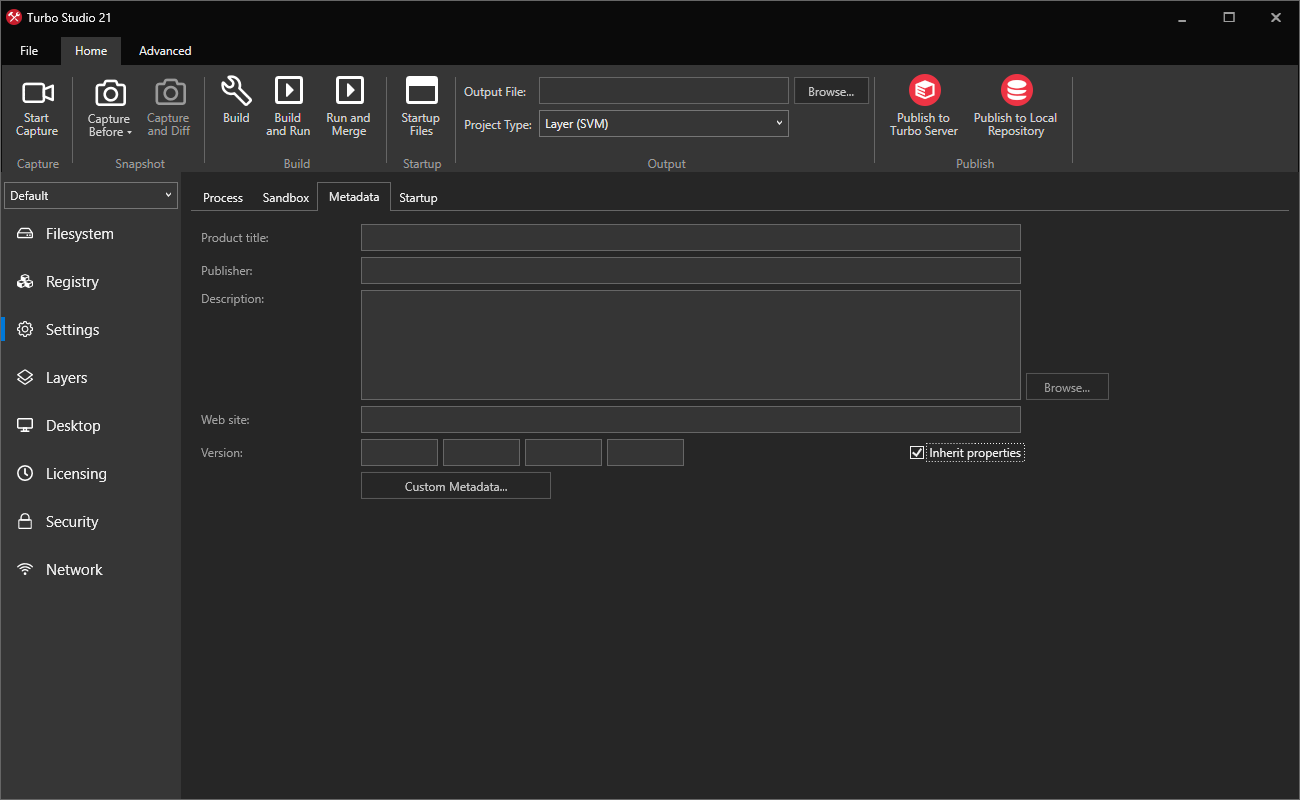 Turbo Studio 21
File Home Advanced
Start Capture
Capture Before
Capture and Diff
Build
Build and Run
Run and Merge
Startup Files
Output File:
Browse...
Project Type:
Layer (SVM)
Publish to Turbo Server
Publish to Local Repository
Capture Snapshot Build Startup Output Publish
Default
Filesystem
Registry
Settings
Layers
Desktop
Licensing
Security
Network
Process Sandbox Metadata Startup
Product title:
Publisher:
Description:
Browse...
Web site:
Version:
Inherit properties
Custom Metadata...